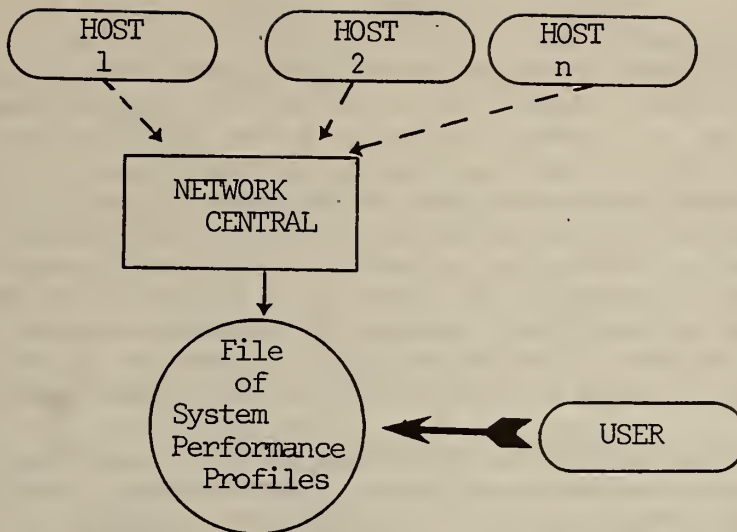 HOST
1
HOST
2
HOST
n
NETWORK
CENTRAL
File
of
System
Performance
Profiles
USER